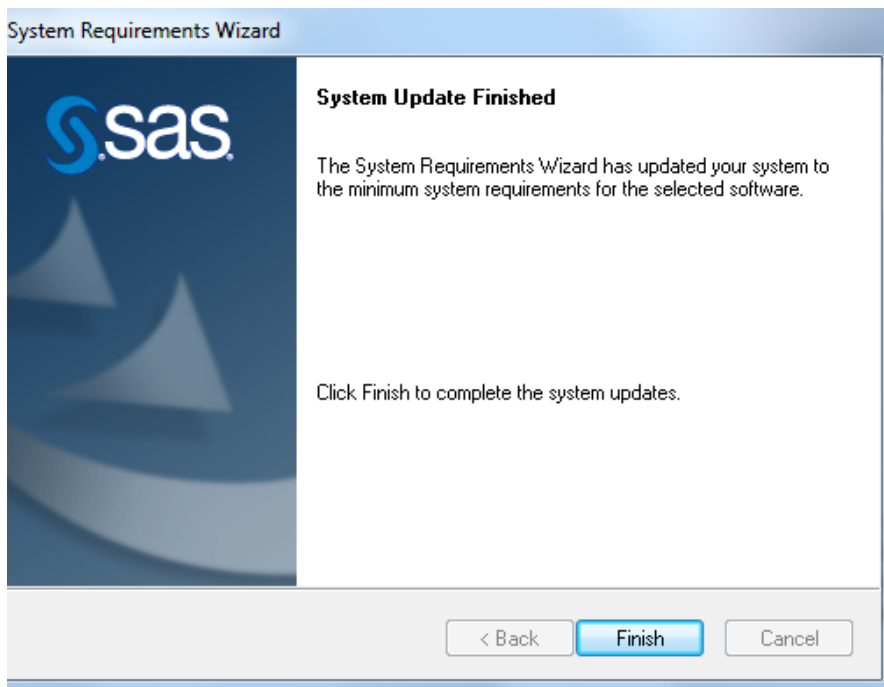 System Requirements Wizard
sas
System Update Finished
The System Requirements Wizard has updated your system to
the minimum system requirements for the selected software.
Click Finish to complete the system updates.
< Back
Finish
Cancel